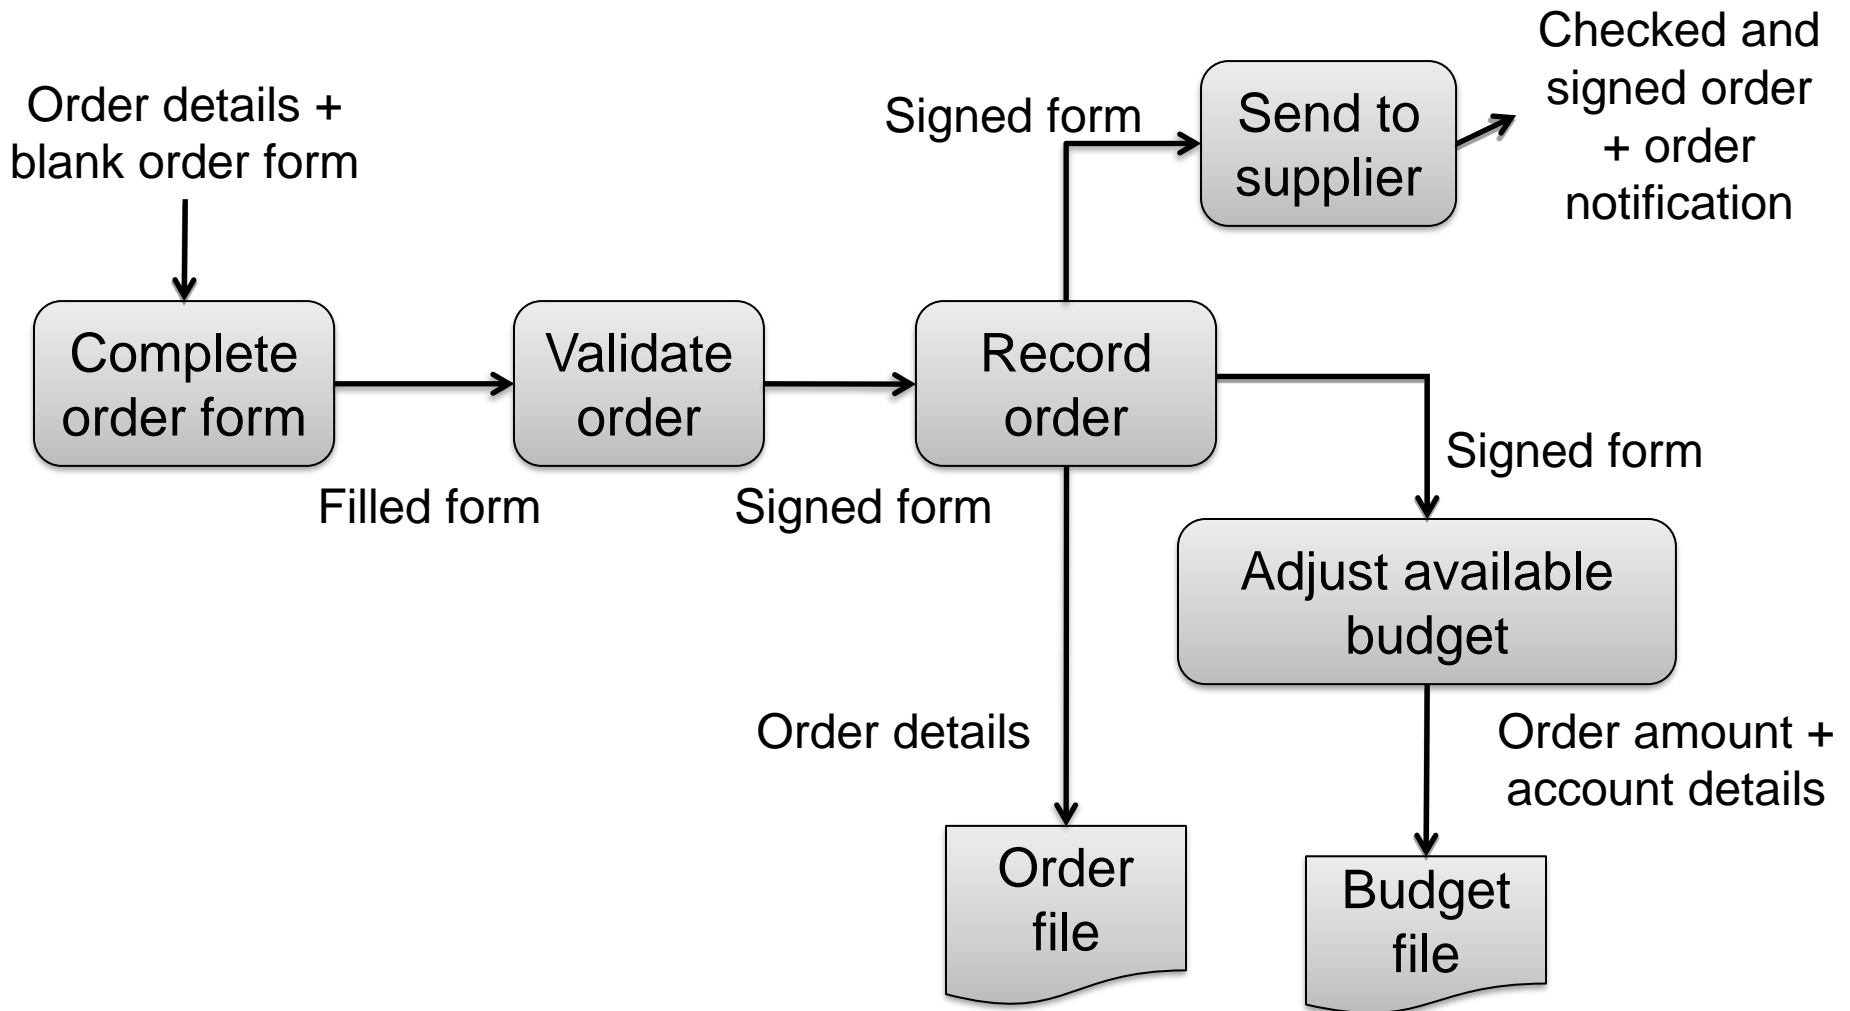 Order details +
blank order form
Signed form
Send to
supplier
Checked and
signed order
+ order
notification
Complete
order form
Filled form
Validate
order
Signed form
Record
order
Signed form
Adjust available
budget
Order details
Order amount +
account details
Order
file
Budget
file